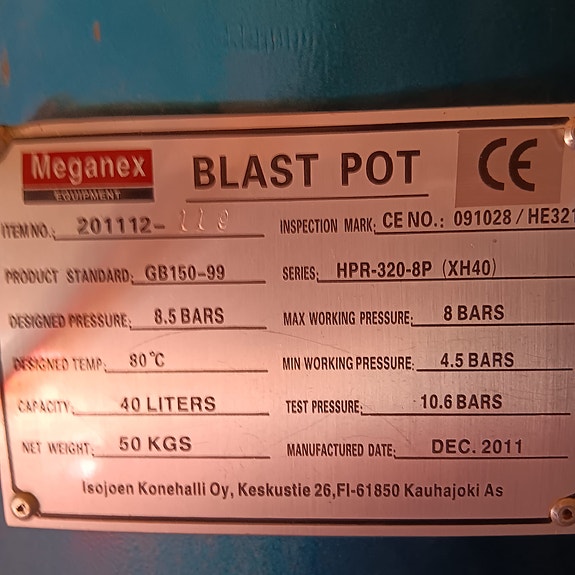 Meganex
EQUIPMENT
BLAST POT
CE
ITEM NO.: 201112-110
INSPECTION MARK: CE NO.: 091028/HE321
PRODUCT STANDARD: GB150-99
SERIES: HPR-320-8P (XH40)
DESIGNED PRESSURE: 8.5 BARS
MAX WORKING PRESSURE: 8 BARS
DESIGNED TEMP: 80°C
MIN WORKING PRESSURE: 4.5 BARS
CAPACITY: 40 LITERS
TEST PRESSURE: 10.6 BARS
NET WEIGHT: 50 KGS
MANUFACTURED DATE: DEC. 2011
Isojoen Konehalli Oy, Keskustie 26,FI-61850 Kauhajoki As